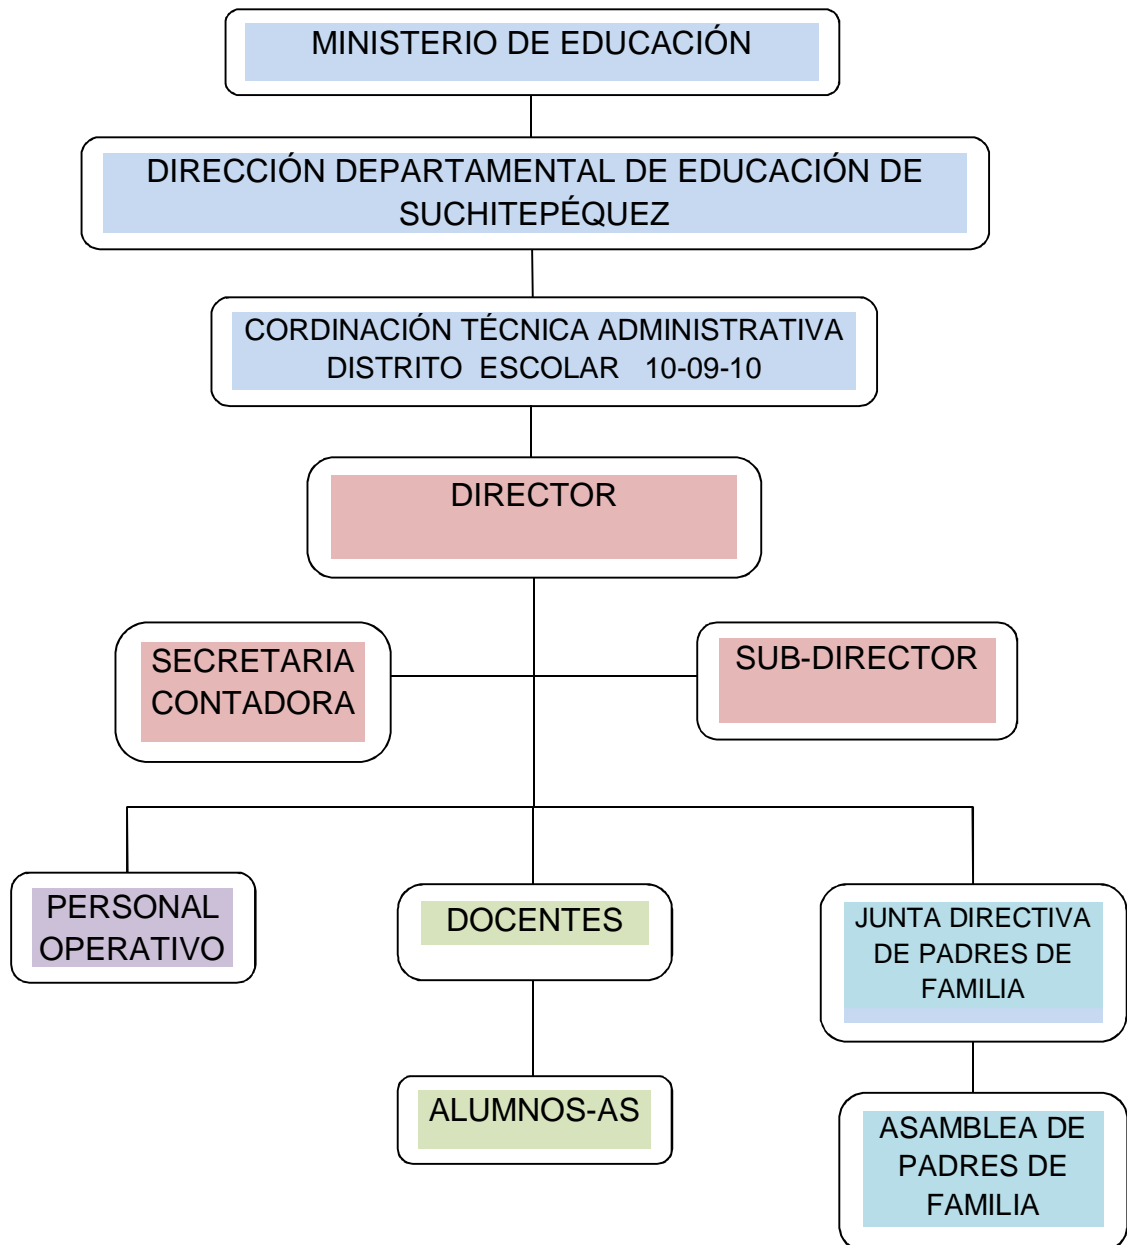 MINISTERIO DE EDUCACIÓN
DIRECCIÓN DEPARTAMENTAL DE EDUCACIÓN DE
SUCHITEPÉQUEZ
CORDINACIÓN TÉCNICA ADMINISTRATIVA
DISTRITO ESCOLAR 10-09-10
DIRECTOR
SECRETARIA
CONTADORA
SUB-DIRECTOR
PERSONAL
OPERATIVO
DOCENTES
JUNTA DIRECTIVA
DE PADRES DE
FAMILIA
ALUMNOS-AS
ASAMBLEA DE
PADRES DE
FAMILIA